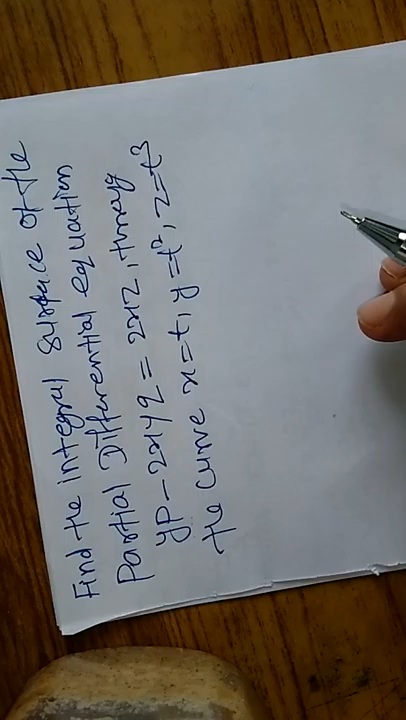 Find the integral surface of the
Partial Differential equation
yp - 2xyq = 2xz, through
the curve x=t, y=t², z=t³